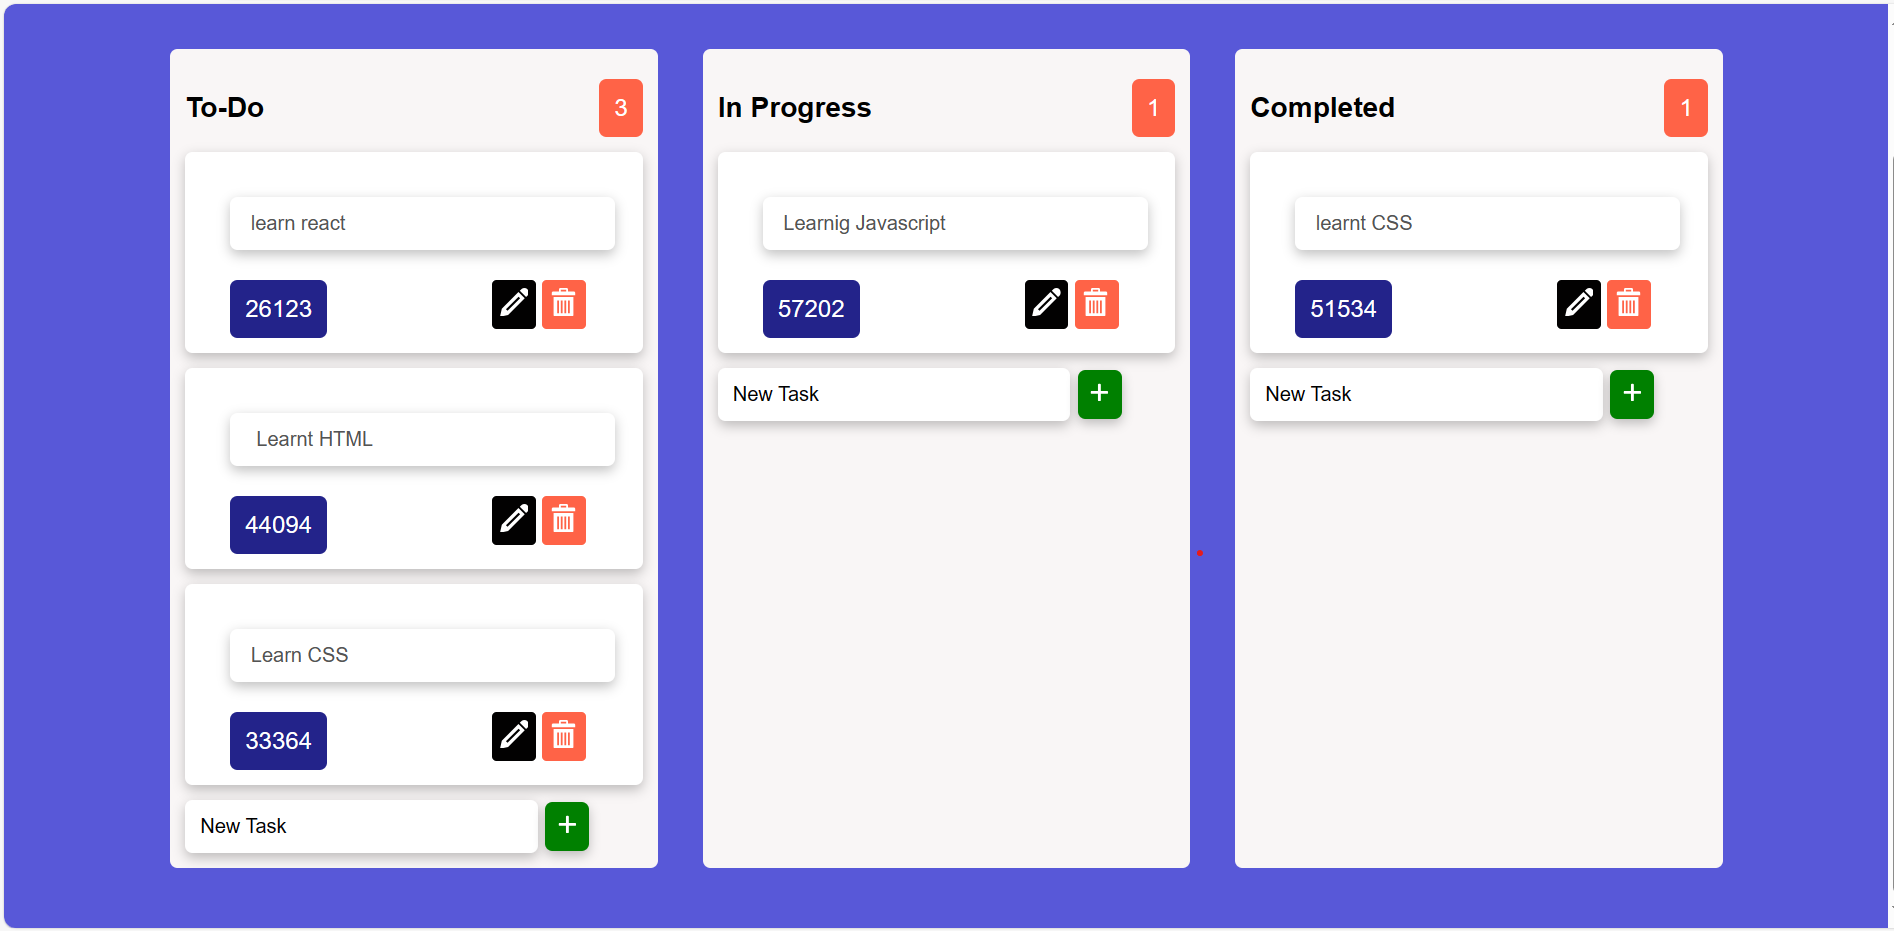 To-Do
3
learn react
26123
Learnt HTML
44094
Learn CSS
33364
New Task
+
In Progress
1
Learnig Javascript
57202
New Task
+
Completed
1
learnt CSS
51534
New Task
+